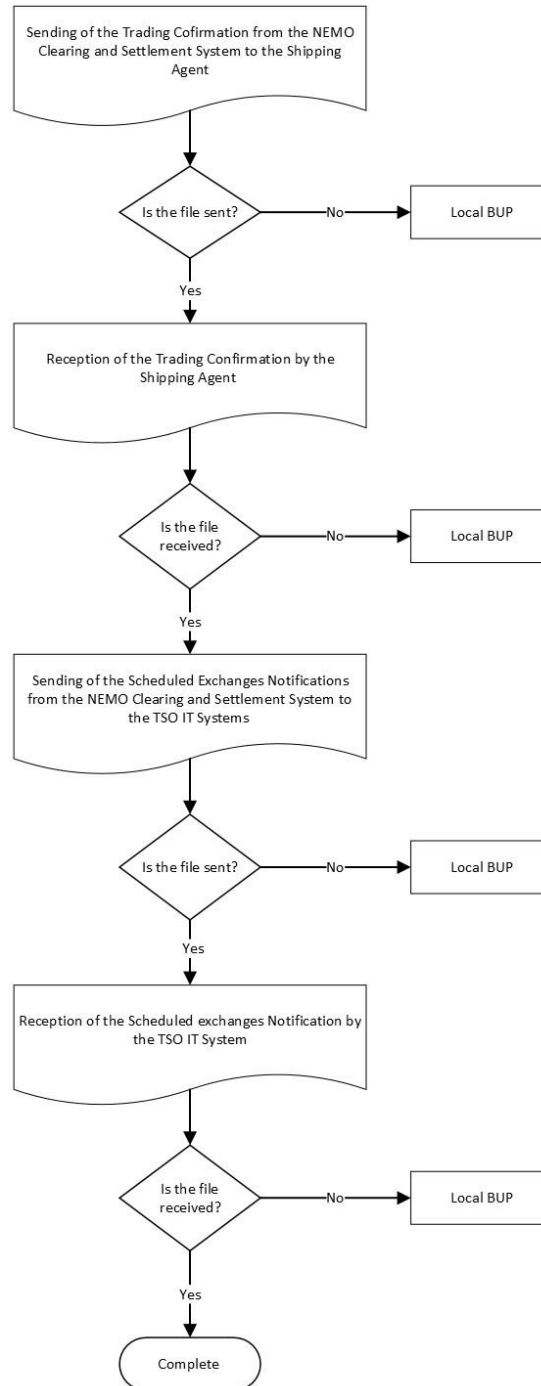 Sending of the Trading Cofirmation from the NEMO
Clearing and Settlement System to the Shipping
Agent
Is the file sent?
No
Local BUP
Yes
Reception of the Trading Confirmation by the
Shipping Agent
Is the file
received?
No
Local BUP
Yes
Sending of the Scheduled Exchanges Notifications
from the NEMO Clearing and Settlement System to
the TSO IT Systems
Is the file sent?
No
Local BUP
Yes
Reception of the Scheduled exchanges Notification by
the TSO IT System
Is the file
received?
No
Local BUP
Yes
Complete